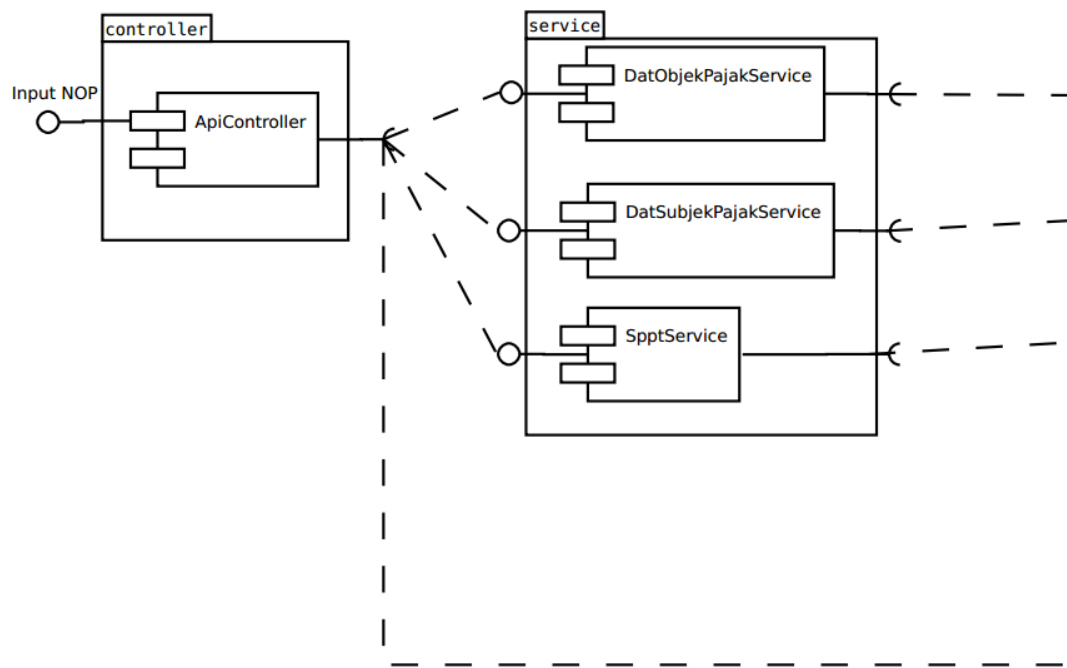 controller
service
Input NOP
ApiController
DatObjekPajakService
DatSubjekPajakService
SpptService